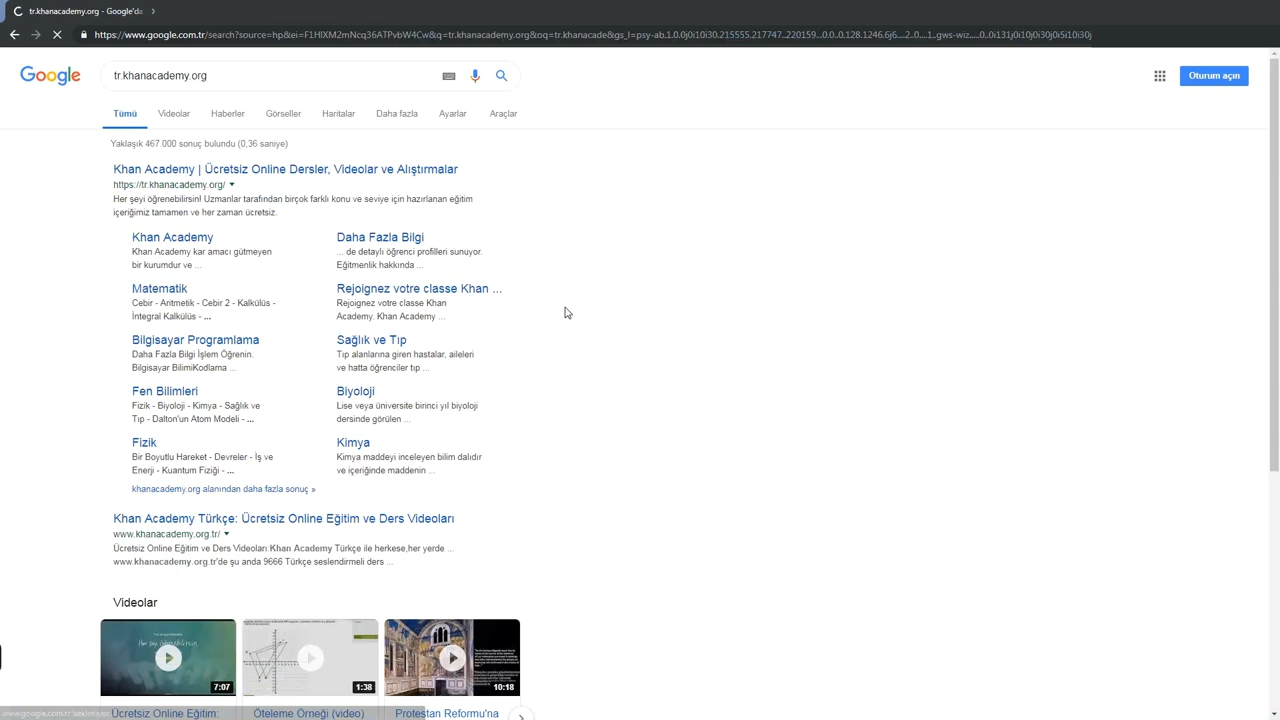 tr.khanacademy.org - Google'da
https://www.google.com.tr/search?source=hp&ei=F1HIXM2mNcq36ATPvbW4Cw&q=tr.khanacademy.org&oq=tr.khanacade&gs_l=psy-ab.1.0.0j0i10i30.215555.217747..220159...0.0..0.128.1246.6j6......2....1..gws-wiz.....0..0i131j0i10j0i30j0i5i10i30j
Google
tr.khanacademy.org
Oturum açın
Tümü Videolar Haberler Görseller Haritalar Daha fazla Ayarlar Araçlar
Yaklaşık 467.000 sonuç bulundu (0,36 saniye)
Khan Academy | Ücretsiz Online Dersler, Videolar ve Alıştırmalar
https://tr.khanacademy.org/
Her şeyi öğrenebilirsin! Uzmanlar tarafından birçok farklı konu ve seviye için hazırlanan eğitim
içeriğimiz tamamen ve her zaman ücretsiz.
Khan Academy
Khan Academy kar amacı gütmeyen
bir kurumdur ve ...
Daha Fazla Bilgi
... de detaylı öğrenci profilleri sunuyor.
Eğitmenlik hakkında ...
Matematik
Cebir - Aritmetik - Cebir 2 - Kalkülüs -
İntegral Kalkülüs - ...
Rejoignez votre classe Khan ...
Rejoignez votre classe Khan
Academy. Khan Academy ...
Bilgisayar Programlama
Daha Fazla Bilgi İşlem Öğrenin.
Bilgisayar BilimiKodlama ...
Sağlık ve Tıp
Tıp alanlarına giren hastalar, aileleri
ve hatta öğrenciler tıp ...
Fen Bilimleri
Fizik - Biyoloji - Kimya - Sağlık ve
Tıp - Dalton'un Atom Modeli - ...
Biyoloji
Lise veya üniversite birinci yıl biyoloji
dersinde görülen ...
Fizik
Bir Boyutlu Hareket - Devreler - İş ve
Enerji - Kuantum Fiziği - ...
Kimya
Kimya maddeyi inceleyen bilim dalıdır
ve içeriğinde maddenin ...
khanacademy.org alanından daha fazla sonuç »
Khan Academy Türkçe: Ücretsiz Online Eğitim ve Ders Videoları
www.khanacademy.org.tr/
Ücretsiz Online Eğitim ve Ders Videoları:Khan Academy Türkçe ile herkese,her yerde ...
www.khanacademy.org.tr'de şu anda 9666 Türkçe seslendirmeli ders ...
Videolar
Her şeyi öğrenebilirsin.
7:07
1:38
10:18
Ücretsiz Online Eğitim:
Öteleme Örneği (video)
Protestan Reformu'na